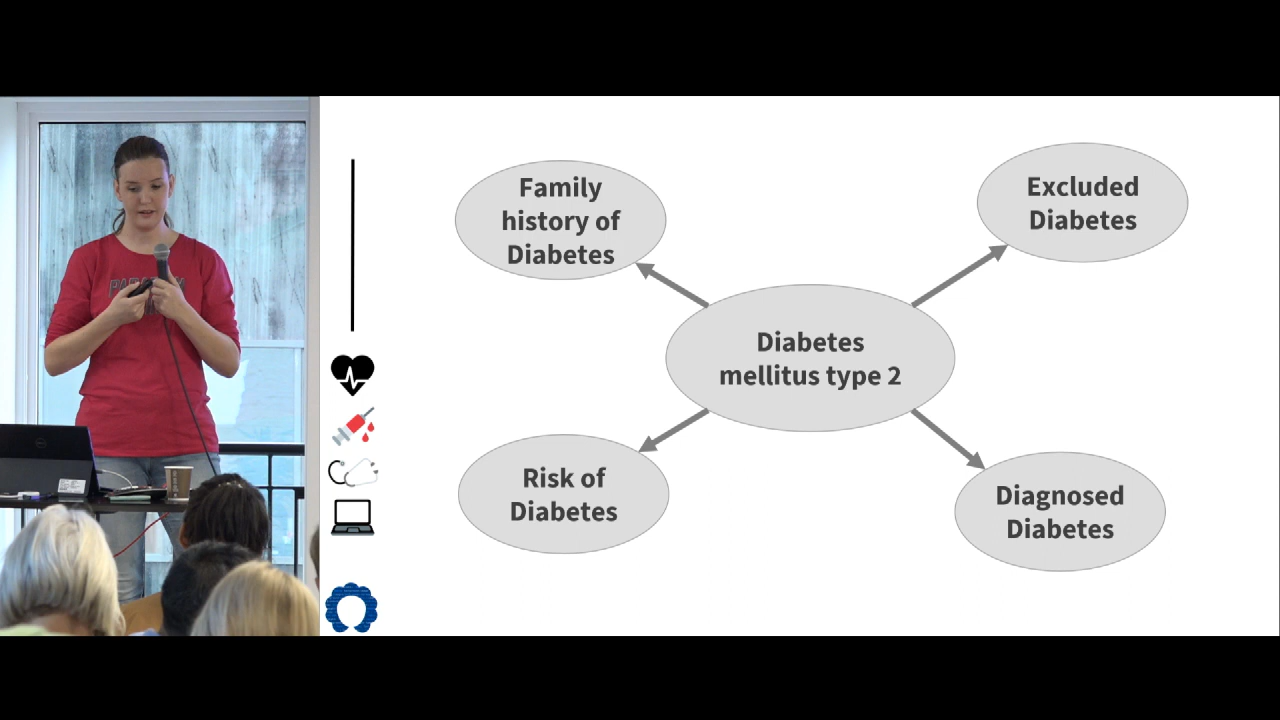 Family
history of
Diabetes
Excluded
Diabetes
Diabetes
mellitus type 2
Risk of
Diabetes
Diagnosed
Diabetes